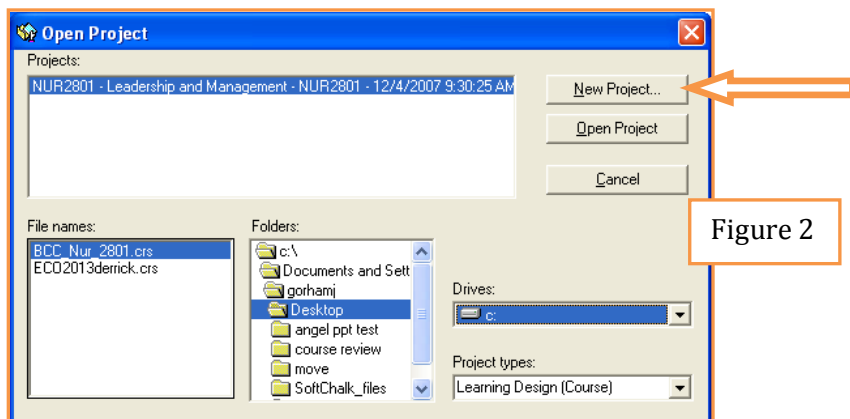 Open Project
Projects:
NUR2801 - Leadership and Management - NUR2801 - 12/4/2007 9:30:25 AM
New Project...
Open Project
Cancel
File names:
BCC_Nur_2801.crs
ECO2013derrick.crs
Folders:
c:\
Documents and Sett
gorhamj
Desktop
angel ppt test
course review
move
SoftChalk_files
Drives:
c:
Project types:
Learning Design (Course)
Figure 2